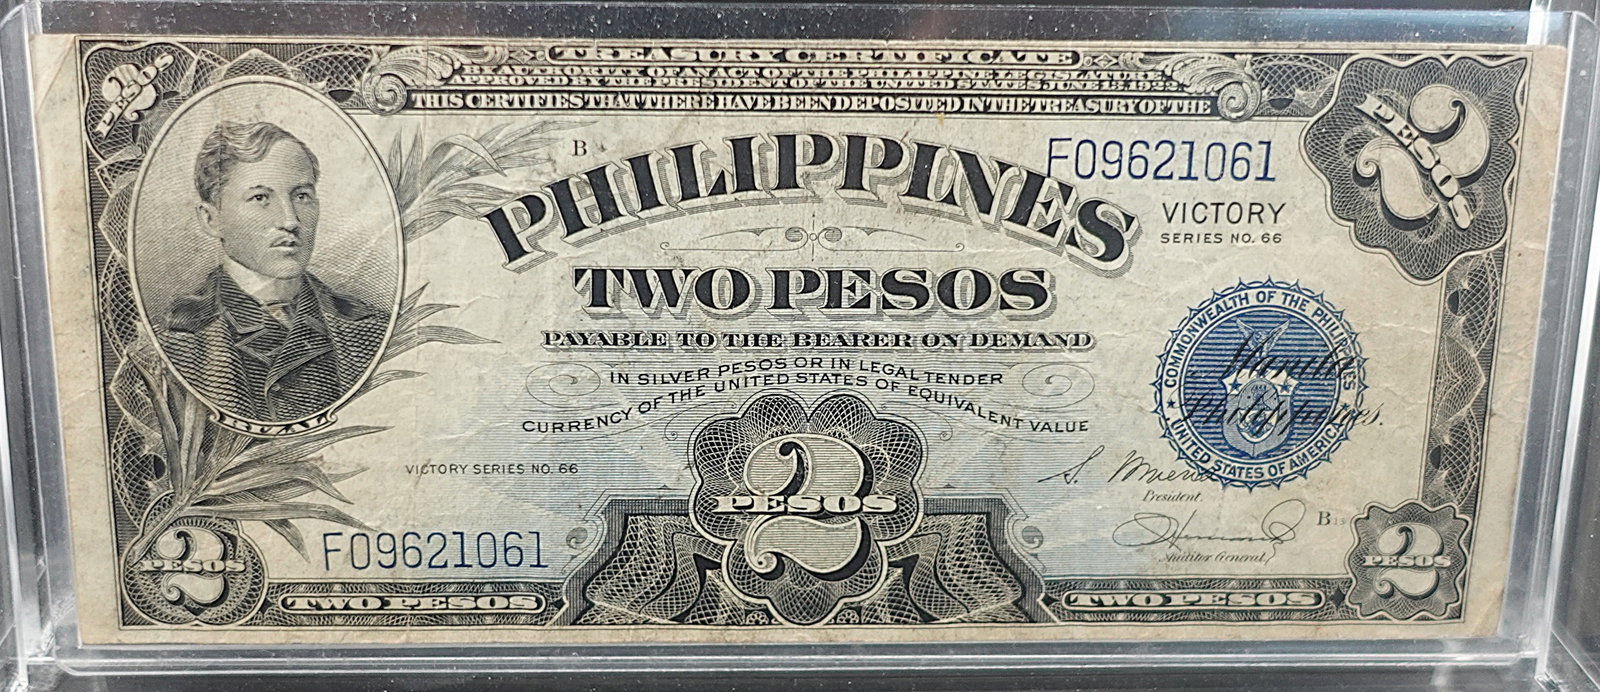 TREASURY CERTIFICATE
BY AUTHORITY OF AN ACT OF THE PHILIPPINE LEGISLATURE
APPROVED BY THE PRESIDENT OF THE UNITED STATES JUNE 13, 1922
THIS CERTIFIES THAT THERE HAVE BEEN DEPOSITED IN THE TREASURY OF THE
2 PESOS
2 PESOS
B
PHILIPPINES
F09621061
VICTORY
SERIES NO. 66
TWO PESOS
PAYABLE TO THE BEARER ON DEMAND
IN SILVER PESOS OR IN LEGAL TENDER
CURRENCY OF THE UNITED STATES OF EQUIVALENT VALUE
COMMONWEALTH OF THE PHILIPPINES
UNITED STATES OF AMERICA
Manila
Philippines.
RIZAL
VICTORY SERIES NO. 66
2 PESOS
S.
President.
Auditor General
B
F09621061
2 PESOS
2 PESOS
TWO PESOS
TWO PESOS